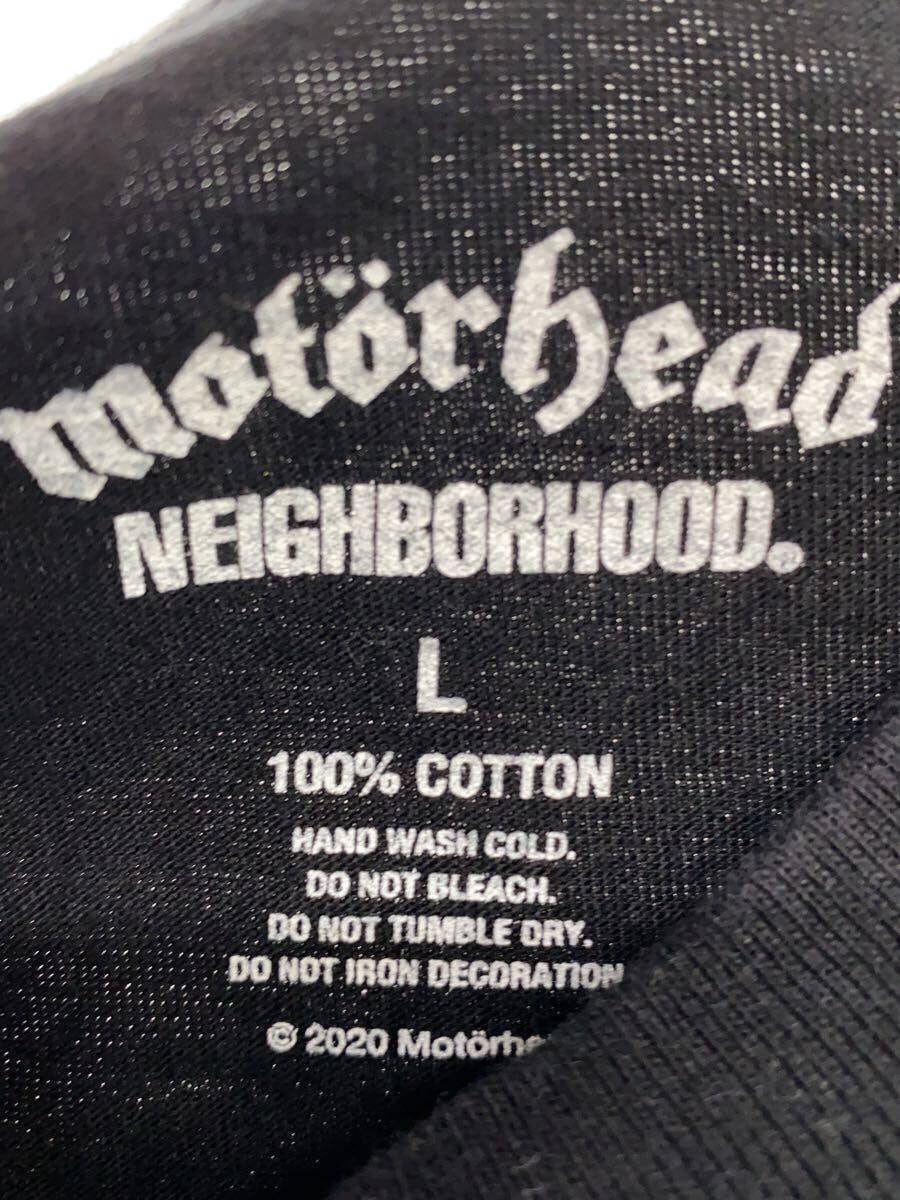 motörhead
NEIGHBORHOOD®
L
100% COTTON
HAND WASH COLD.
DO NOT BLEACH.
DO NOT TUMBLE DRY.
DO NOT IRON DECORATION
© 2020